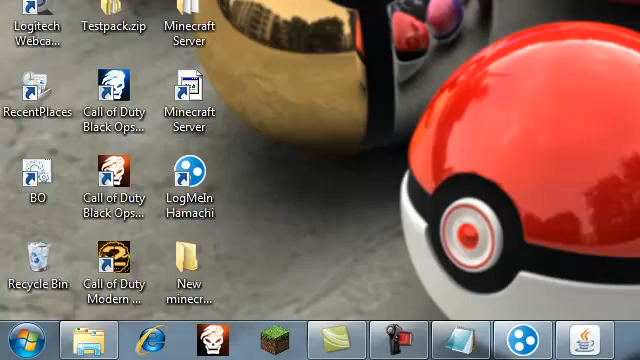 Logitech
Webca...
Testpack.zip
Minecraft
Server
RecentPlaces
Call of Duty
Black Ops...
Minecraft
Server
BO
Call of Duty
Black Ops...
LogMeIn
Hamachi
Recycle Bin
Call of Duty
Modern ...
New
minecr...